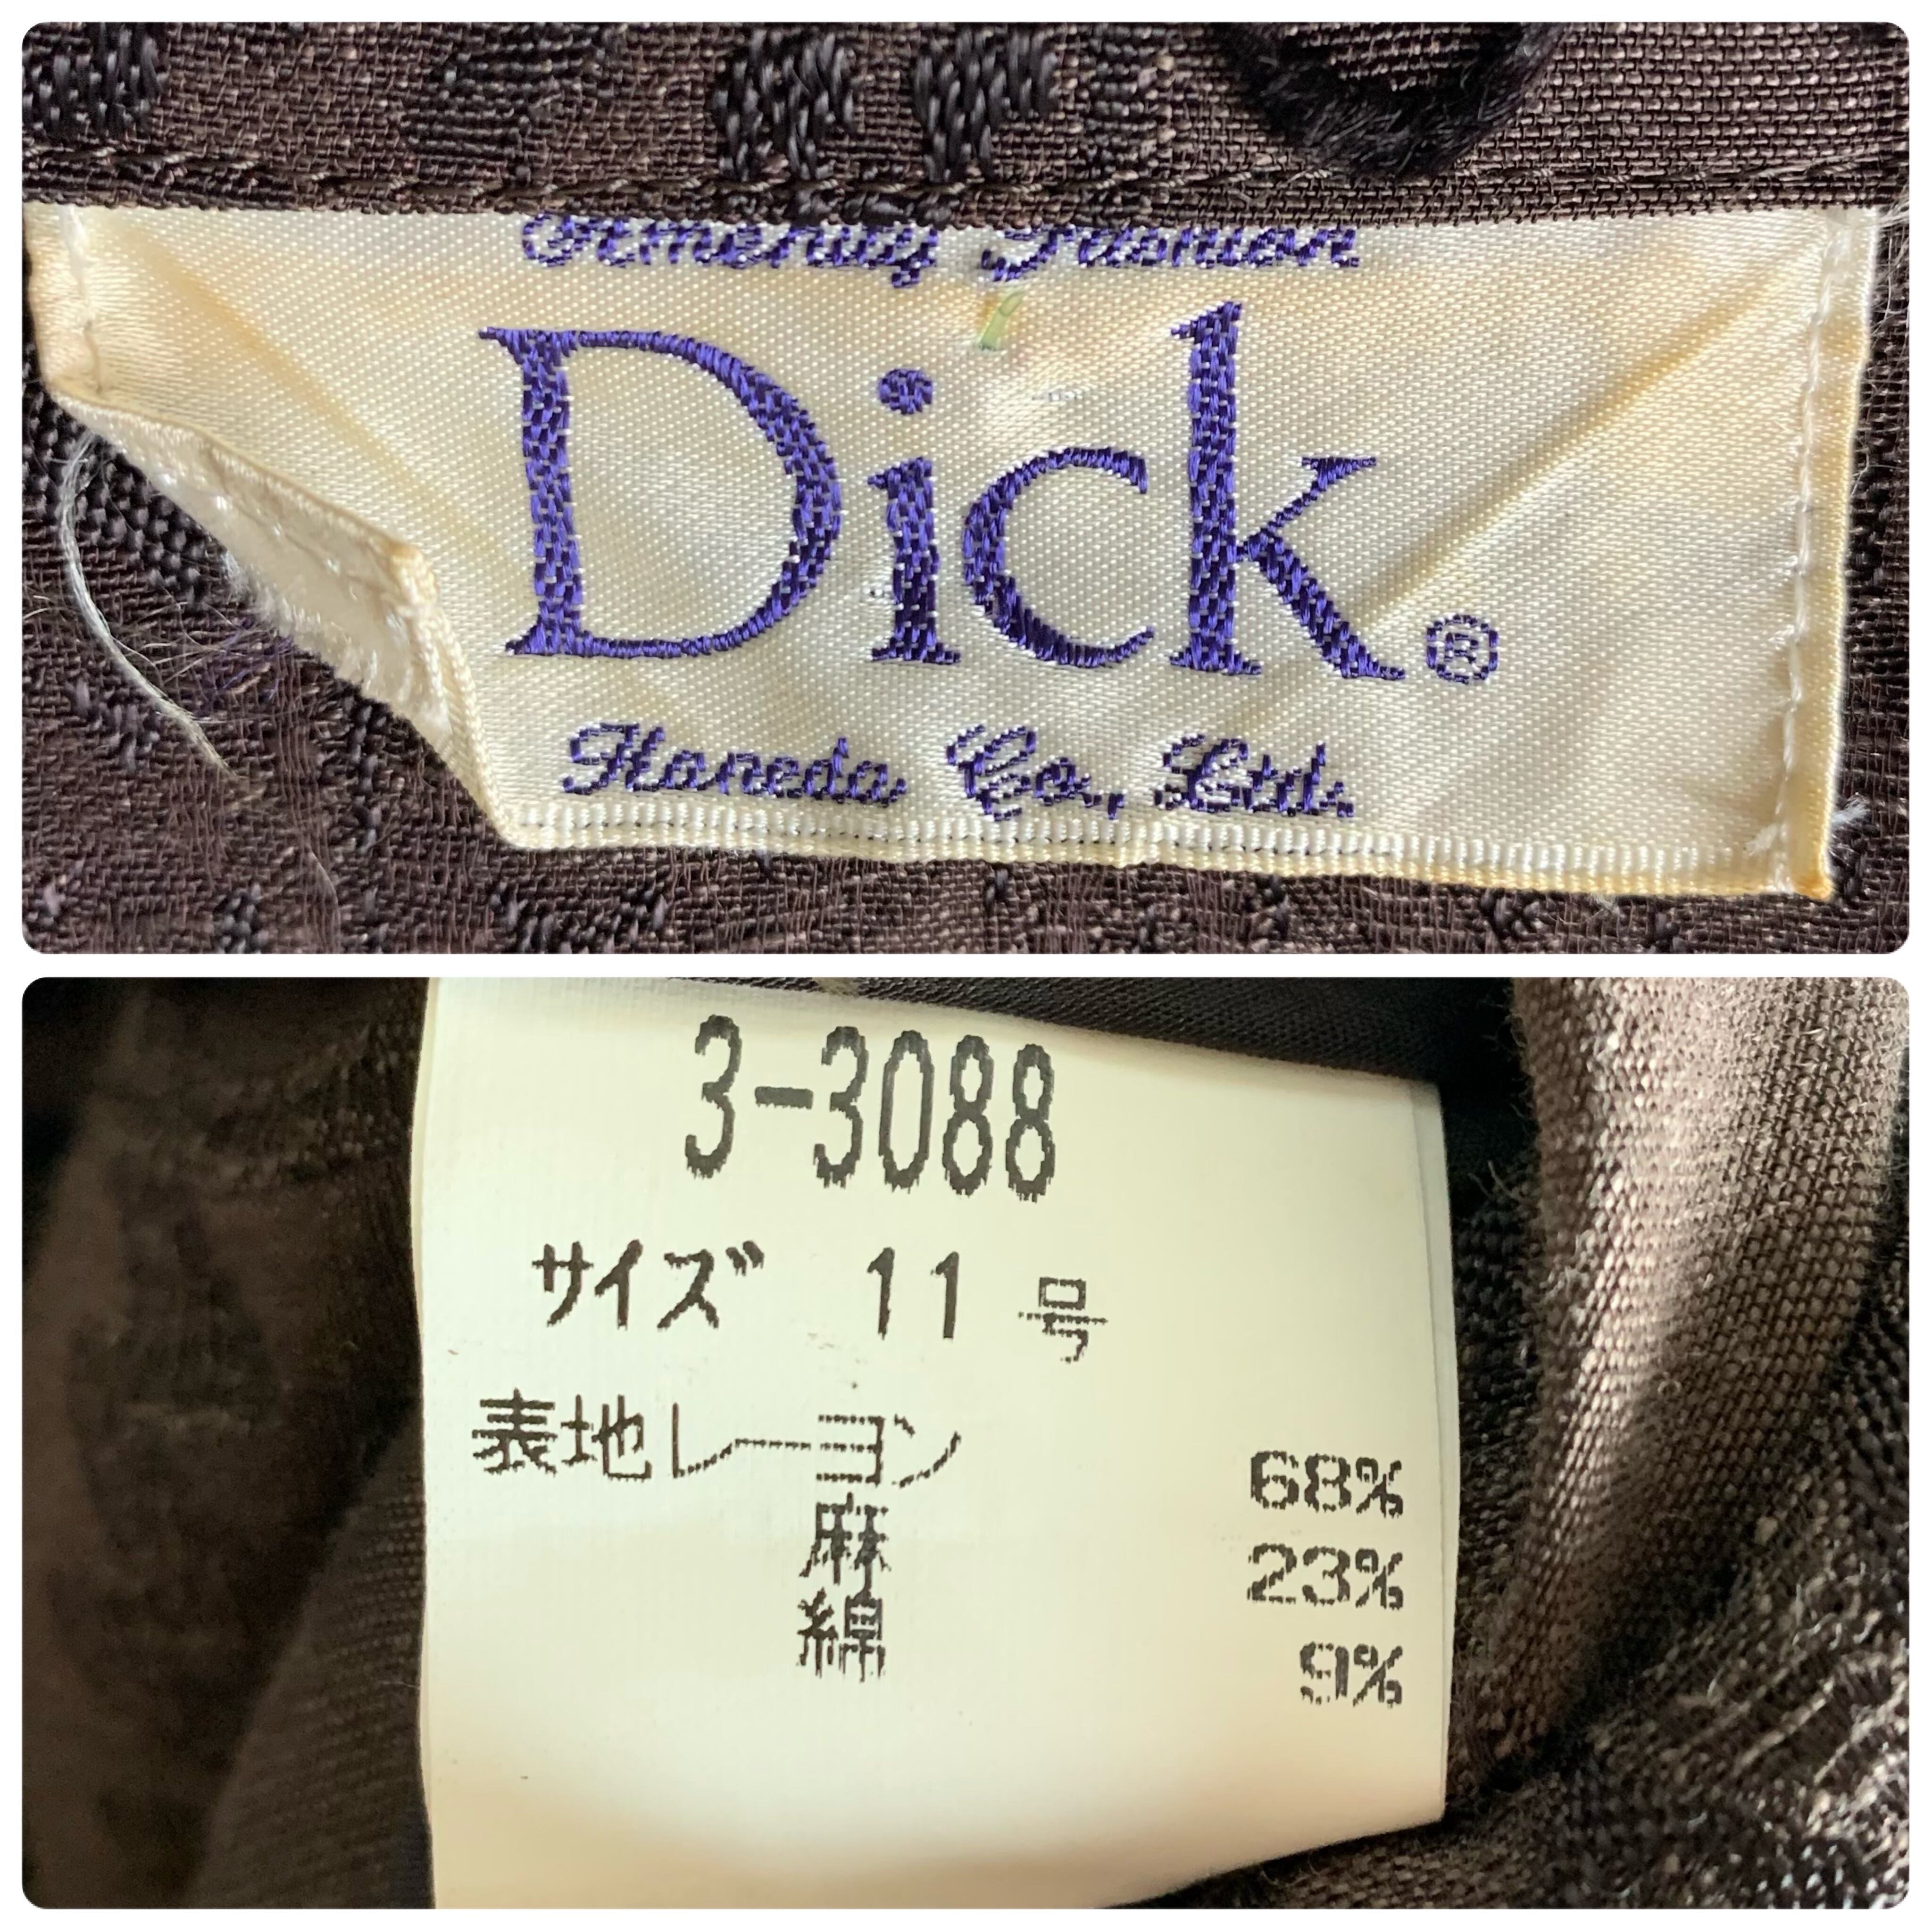 Fashion
Dick®
Haneda Co., Ltd.
3-3088
サイズ 11 号
表地レーヨン 68%
麻 23%
綿 9%